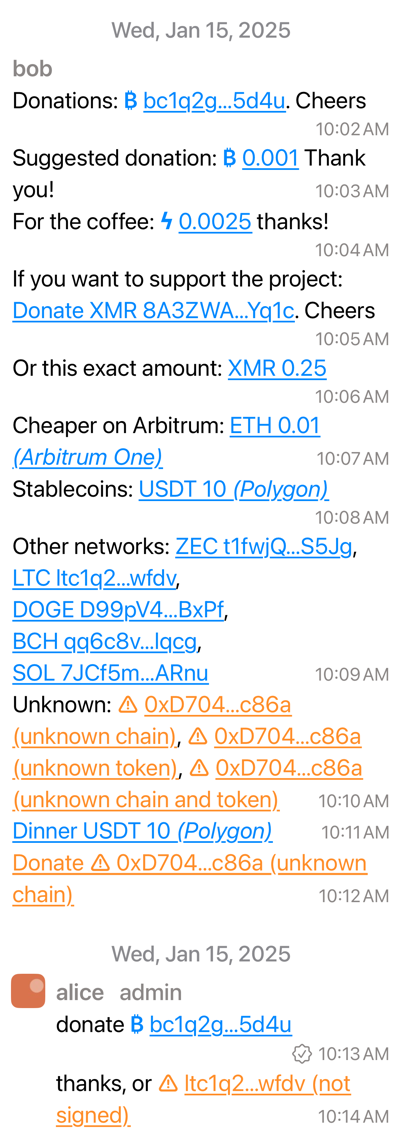 Wed, Jan 15, 2025
bob
Donations: ₿ bc1q2g...5d4u. Cheers
10:02 AM
Suggested donation: ₿ 0.001 Thank
you! 10:03 AM
For the coffee: 0.0025 thanks!
10:04 AM
If you want to support the project:
Donate XMR 8A3ZWA...Yq1c. Cheers
10:05 AM
Or this exact amount: XMR 0.25
10:06 AM
Cheaper on Arbitrum: ETH 0.01
(Arbitrum One) 10:07 AM
Stablecoins: USDT 10 (Polygon)
10:08 AM
Other networks: ZEC t1fwjQ...S5Jg,
LTC ltc1q2...wfdv,
DOGE D99pV4...BxPf,
BCH qq6c8v...lqcg,
SOL 7JCf5m...ARnu 10:09 AM
Unknown: ⚠ 0xD704...c86a
(unknown chain), ⚠ 0xD704...c86a
(unknown token), ⚠ 0xD704...c86a
(unknown chain and token) 10:10 AM
Dinner USDT 10 (Polygon) 10:11 AM
Donate ⚠ 0xD704...c86a (unknown
chain) 10:12 AM
Wed, Jan 15, 2025
alice admin
donate ₿ bc1q2g...5d4u
10:13 AM
thanks, or ⚠ ltc1q2...wfdv (not
signed) 10:14 AM